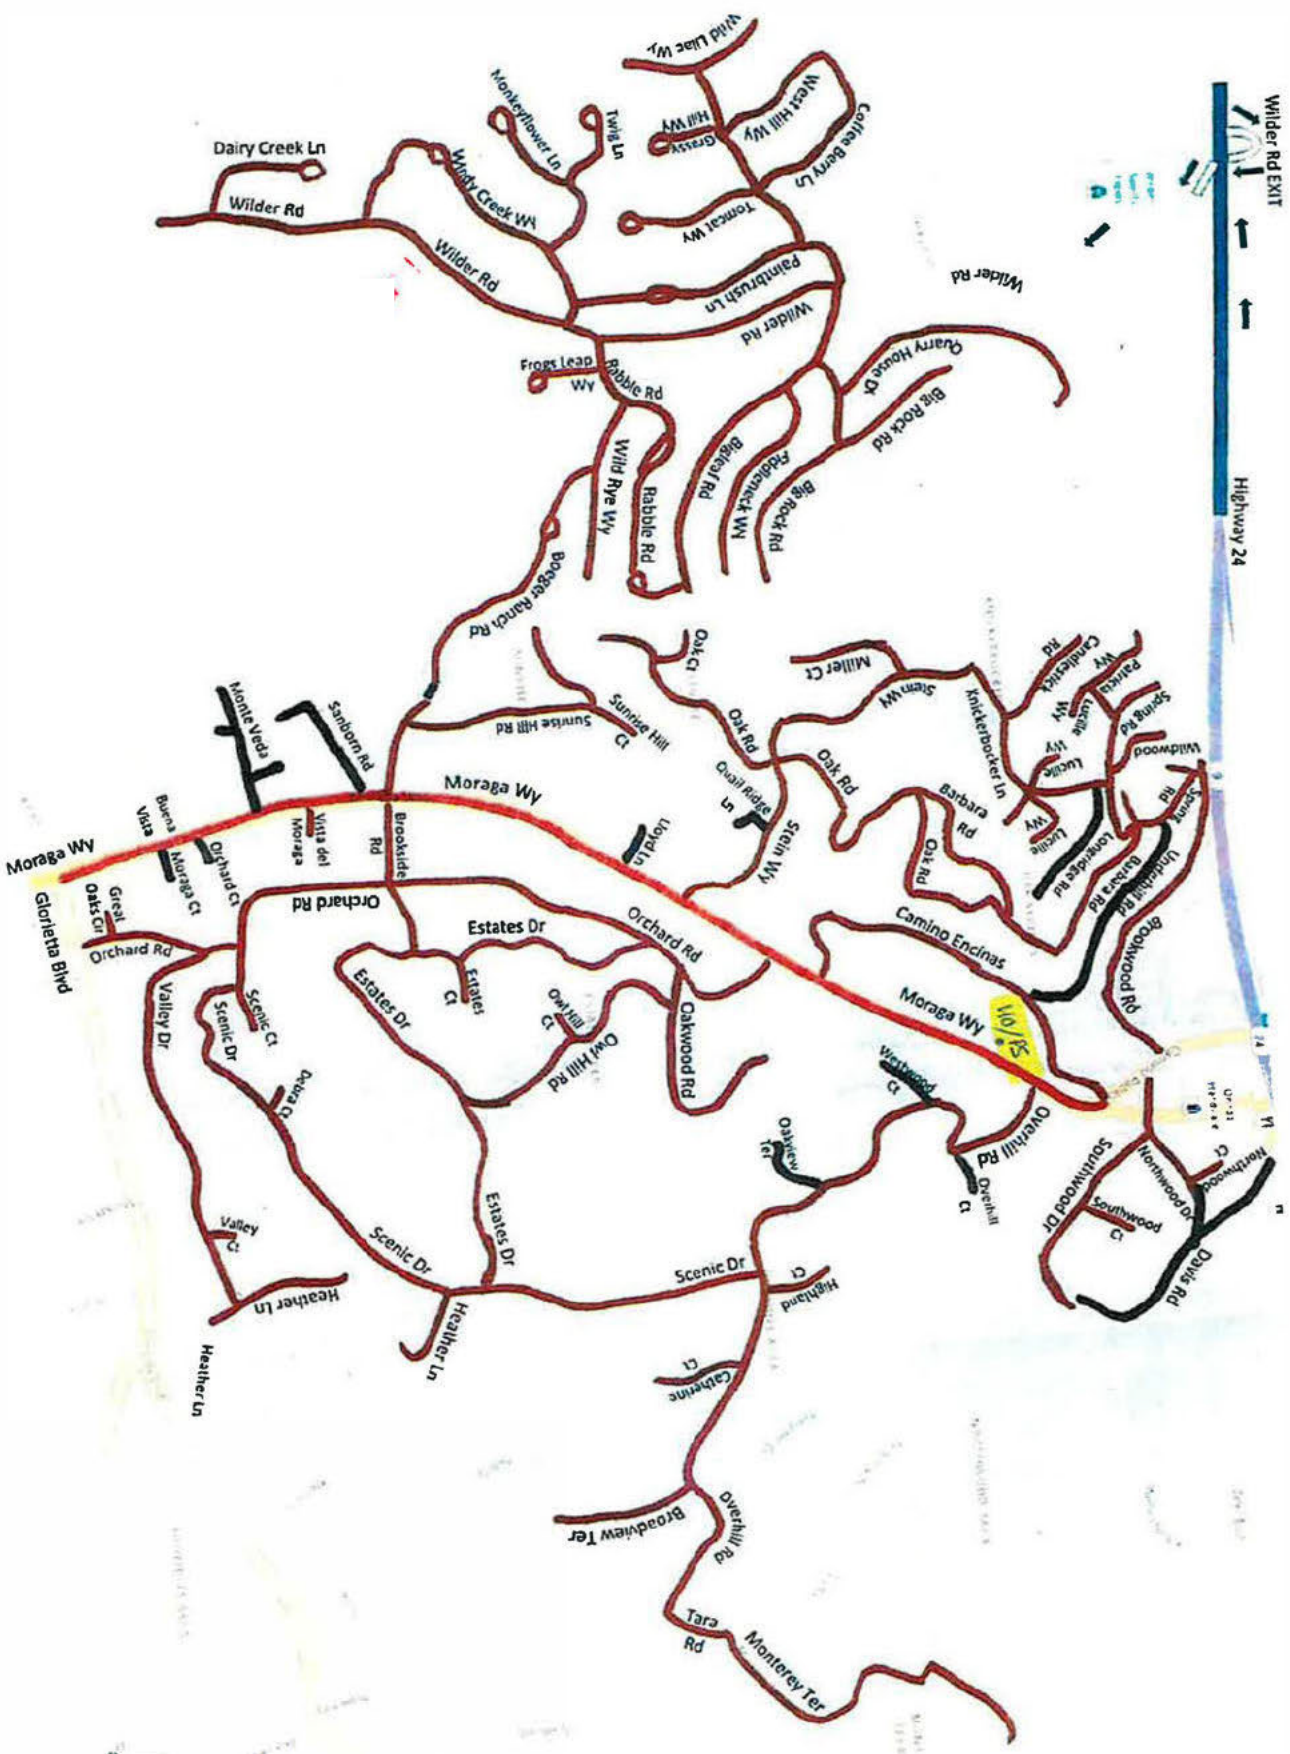 Wild Lilac Wy
West Hill Wy
Coffee Berry Ln
Grassy
Hill Wy
Twig Ln
Monkeyflower Ln
Dairy Creek Ln
Windy Creek Wy
Wilder Rd
Wilder Rd
Tomcat Wy
Paintbrush Ln
Wilder Rd
Wilder Rd
Wilder Rd EXIT
Highway 24
Frogs Leap
Wy
Rabble Rd
Quarry House Dr
Big Rock Rd
Bigleaf Rd
Fiddleneck Wy
Big Rock Rd
Wild Rye Wy
Rabble Rd
Boeger Ranch Rd
Oak Ct
Miller Ct
Stein Wy
Candlestick
Rd
Patricia
Wy
Lucille
Wy
Spring Rd
Wildwood
Knickerbocker Ln
Lucille
Wy
Lucille
Wy
Spring
Rd
Longridge Rd
Barbara Rd
Underhill Rd
Brookwood Rd
Monte Veda
Sanborn Rd
Sunrise Hill Rd
Sunrise Hill
Ct
Oak Rd
Oak Rd
Quail Ridge
Ln
Barbara
Rd
Oak Rd
Stein Wy
Lloyd Ln
Moraga Wy
Moraga Wy
Buena
Vista
Moraga Ct
Orchard Ct
Vista del
Moraga
Brookside
Rd
Orchard Rd
Great
Oaks Cir
Orchard Rd
Glorietta Blvd
Camino Encinas
Moraga Wy
HO/PS
Estates Dr
Orchard Rd
Estates
Ct
Estates Dr
Owl Hill
Ct
Owl Hill Rd
Oakwood Rd
Valley Dr
Scenic Dr
Scenic Ct
Debra Ct
Westwood
Ct
Overhill Rd
Overhill
Ct
Oakview
Ter
24
Southwood Dr
Northwood Dr
Northwood
Ct
Southwood
Ct
Davis Rd
Valley
Ct
Heather Ln
Heather Ln
Scenic Dr
Estates Dr
Heather Ln
Scenic Dr
Highland
Ct
Catherine
Ct
Broadview Ter
Overhill Rd
Tara
Rd
Monterey Ter